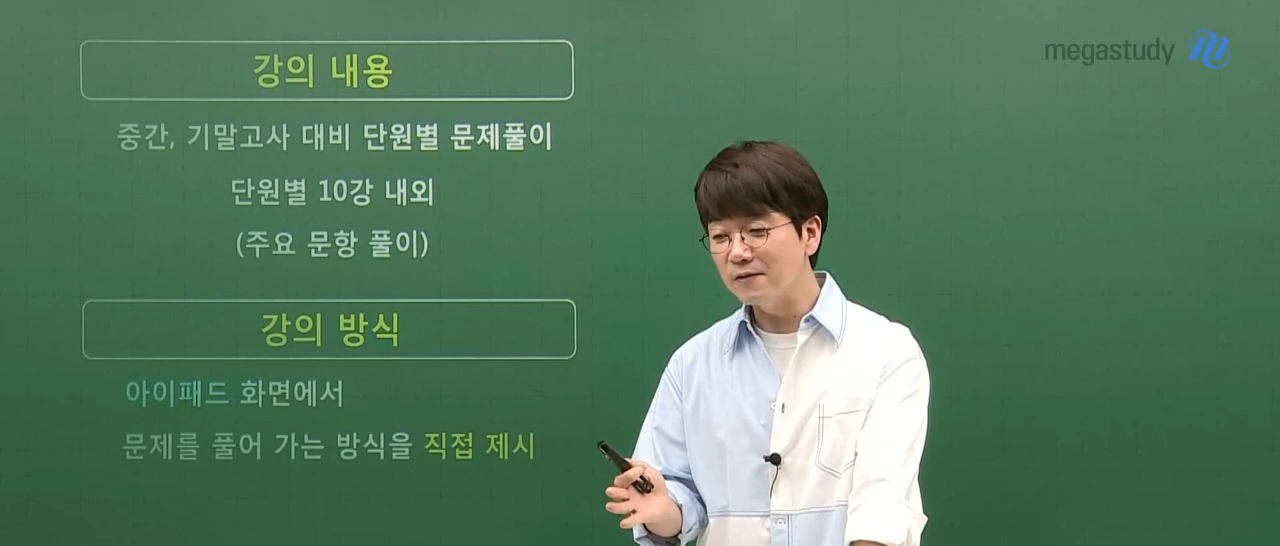 megastudy
강의 내용
중간, 기말고사 대비 단원별 문제풀이
단원별 10강 내외
(주요 문항 풀이)
강의 방식
아이패드 화면에서
문제를 풀어 가는 방식을 직접 제시